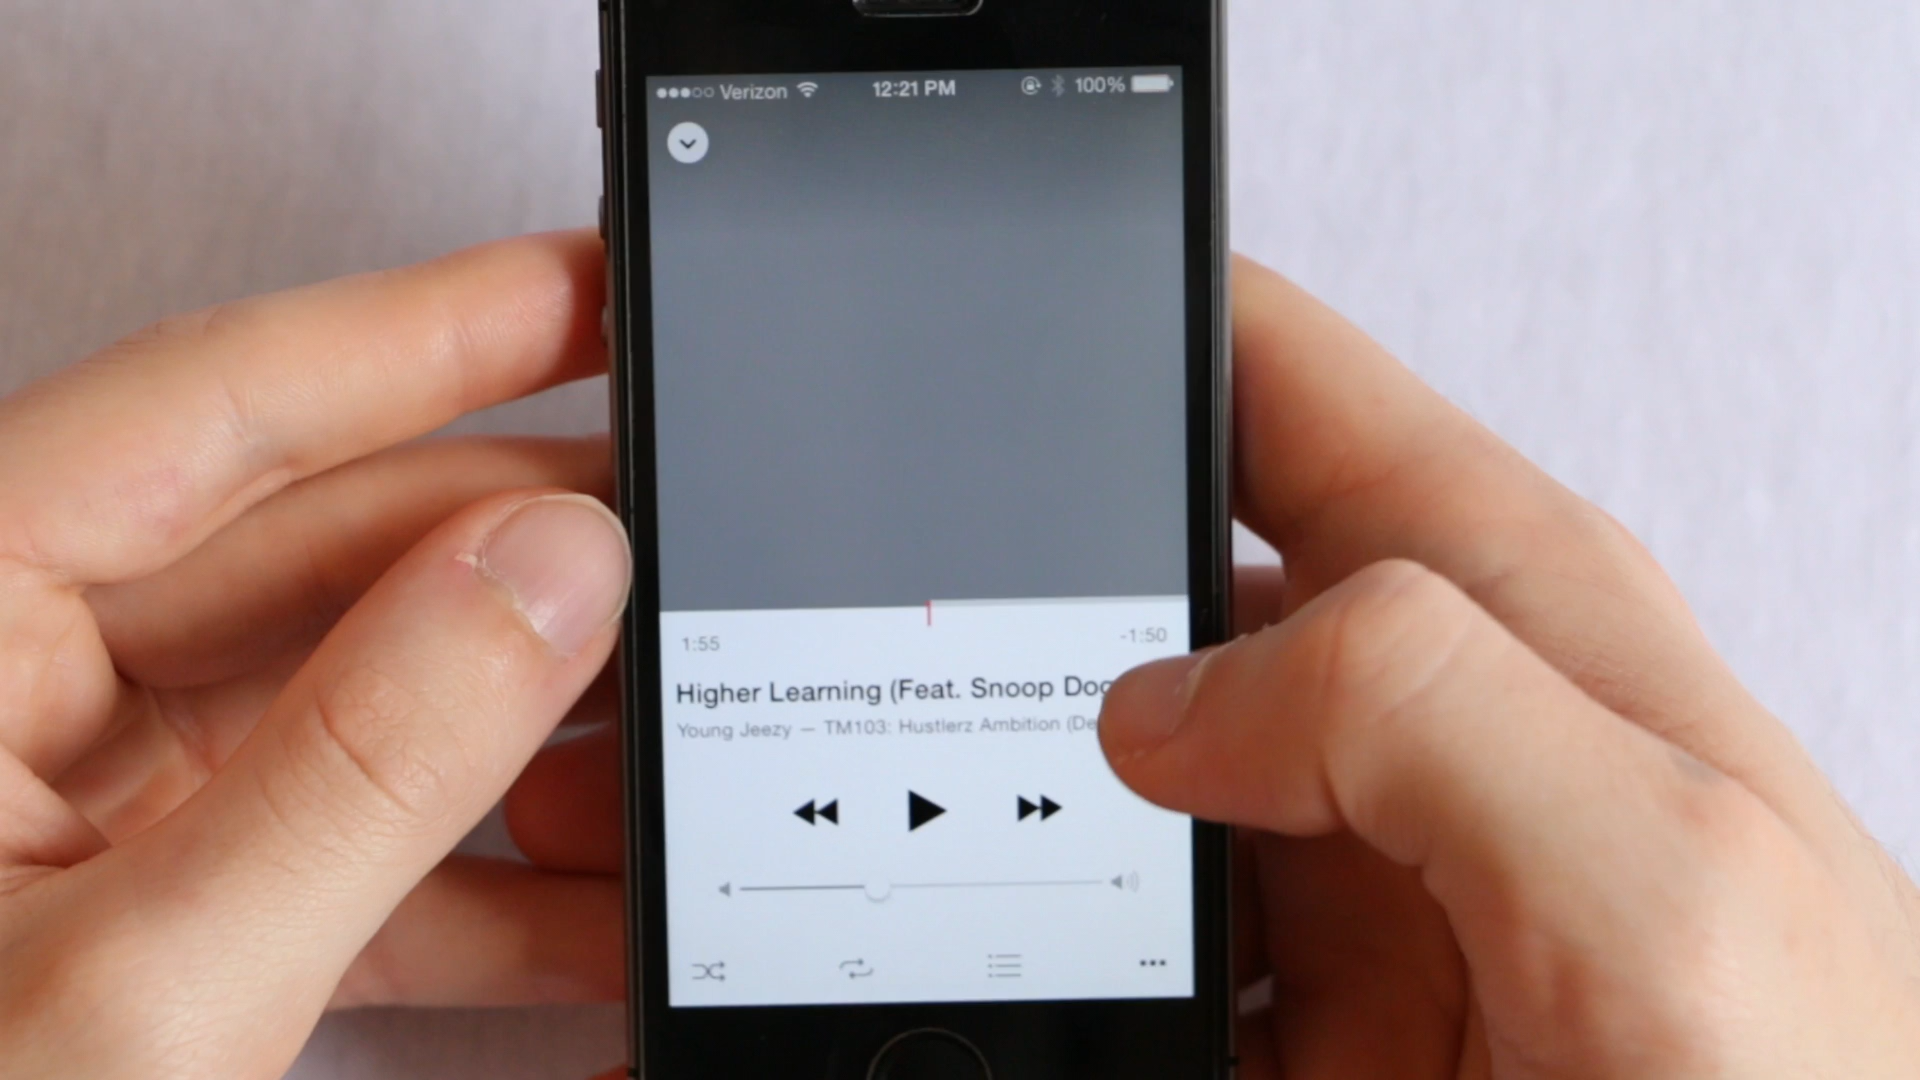 Verizon 12:21 PM 100%
1:55 -1:50
Higher Learning (Feat. Snoop Dog
Young Jeezy — TM103: Hustlerz Ambition (De